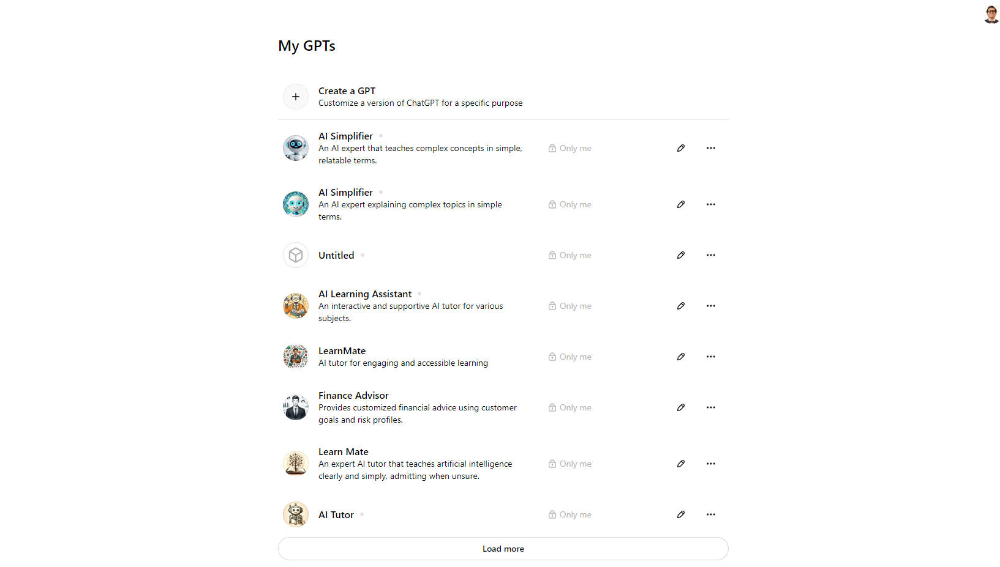 My GPTs
Create a GPT
Customize a version of ChatGPT for a specific purpose
AI Simplifier
An AI expert that teaches complex concepts in simple,
relatable terms.
Only me
AI Simplifier
An AI expert explaining complex topics in simple
terms.
Only me
Untitled
Only me
AI Learning Assistant
An interactive and supportive AI tutor for various
subjects.
Only me
LearnMate
AI tutor for engaging and accessible learning
Only me
Finance Advisor
Provides customized financial advice using customer
goals and risk profiles.
Only me
Learn Mate
An expert AI tutor that teaches artificial intelligence
clearly and simply, admitting when unsure.
Only me
AI Tutor
Only me
Load more